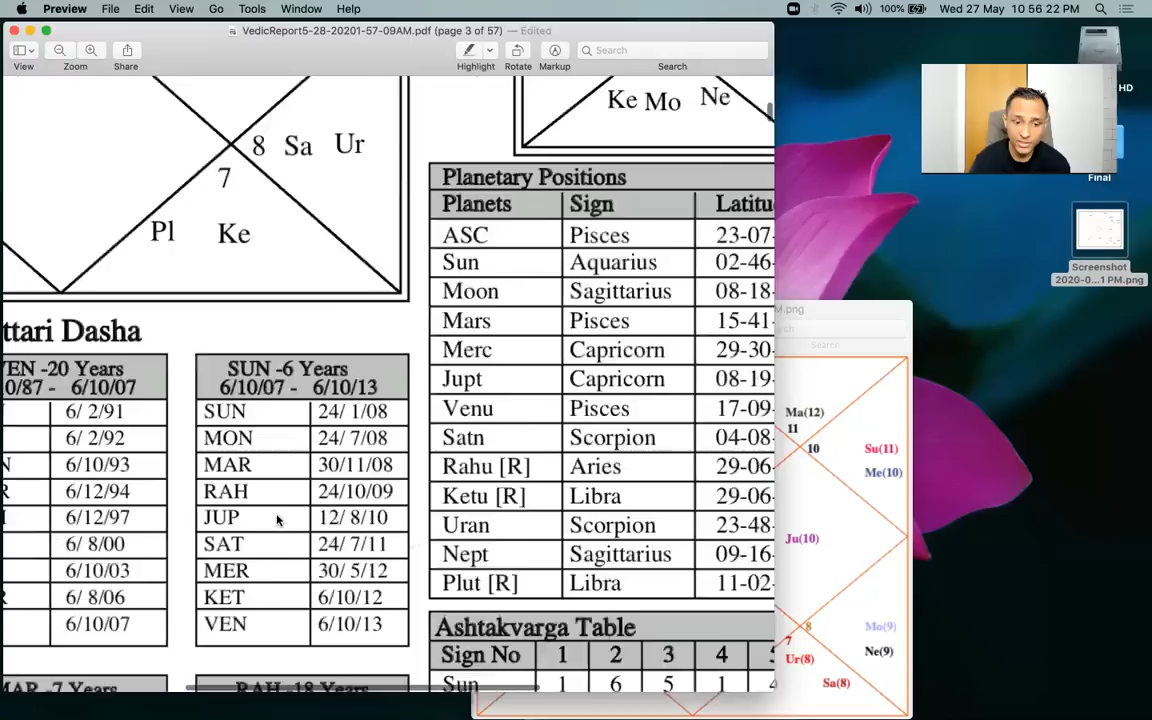 Preview File Edit View Go Tools Window Help
100% Wed 27 May 10 56 22 PM
VedicReport5-28-20201-57-09AM.pdf (page 3 of 57) — Edited
View Zoom Share Highlight Rotate Markup Search
Search
HD
Final
Screenshot
2020-0...1 PM.png
8 Sa Ur
7
Pl Ke
Ke Mo Ne
ttari Dasha
EN -20 Years
0/87 - 6/10/07
6/ 2/91
6/ 2/92
N 6/10/93
R 6/12/94
6/12/97
6/ 8/00
6/10/03
R 6/ 8/06
6/10/07
SUN -6 Years
6/10/07 - 6/10/13
SUN 24/ 1/08
MON 24/ 7/08
MAR 30/11/08
RAH 24/10/09
JUP 12/ 8/10
SAT 24/ 7/11
MER 30/ 5/12
KET 6/10/12
VEN 6/10/13
MAR -7 Years
RAH -18 Years
Planetary Positions
Planets Sign Latitu
ASC Pisces 23-07-
Sun Aquarius 02-46-
Moon Sagittarius 08-18-
Mars Pisces 15-41-
Merc Capricorn 29-30-
Jupt Capricorn 08-19-
Venu Pisces 17-09-
Satn Scorpion 04-08-
Rahu [R] Aries 29-06-
Ketu [R] Libra 29-06-
Uran Scorpion 23-48-
Nept Sagittarius 09-16-
Plut [R] Libra 11-02-
Ashtakvarga Table
Sign No 1 2 3 4
Sun 1 6 5 1 4
M.png
rch
Search
Ma(12)
11
10
Su(11)
Me(10)
Ju(10)
8
Mo(9)
7
Ne(9)
Ur(8)
Sa(8)